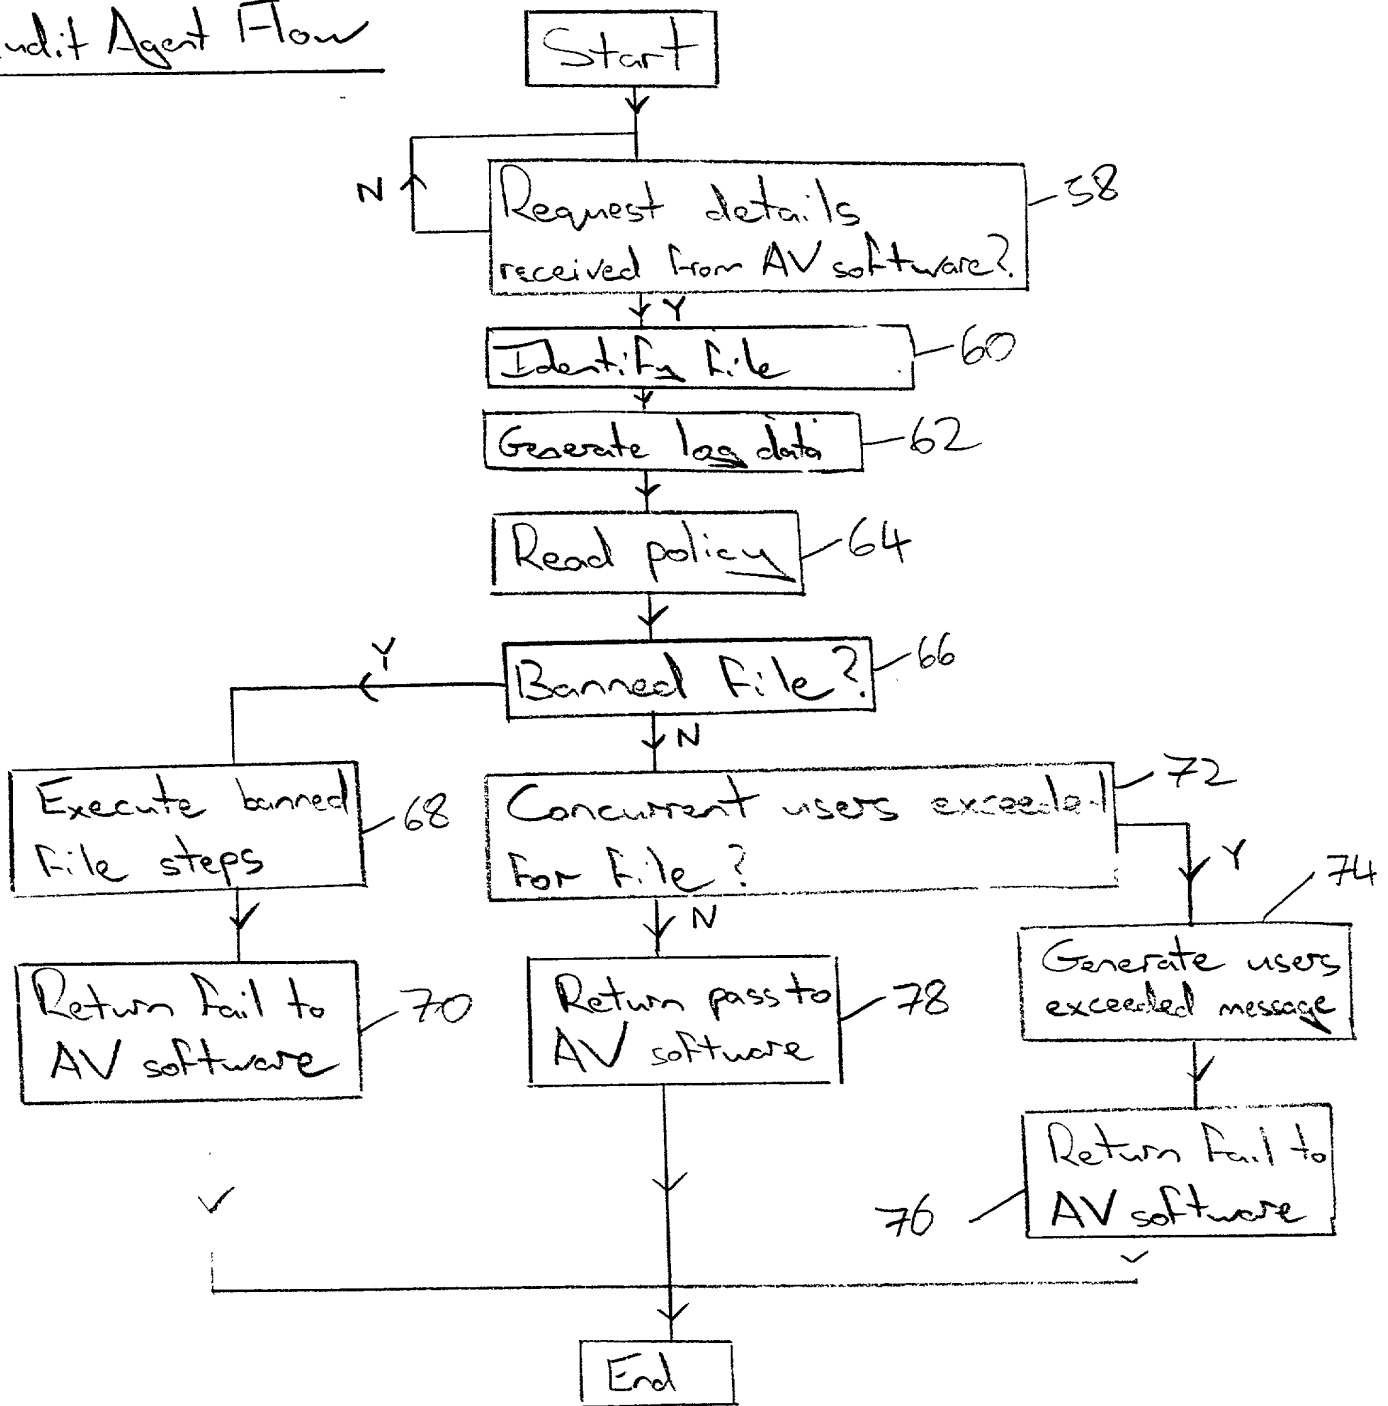 Audit Agent Flow
Start
N
Request details
received from AV software?
58
Y
Identify file
60
Generate log data
62
Read policy
64
Y
Banned file?
66
N
Execute banned
file steps
68
Concurrent users exceeded
for file?
72
Y
74
N
Return fail to
AV software
70
Return pass to
AV software
78
Generate users
exceeded message
Return fail to
AV software
76
End